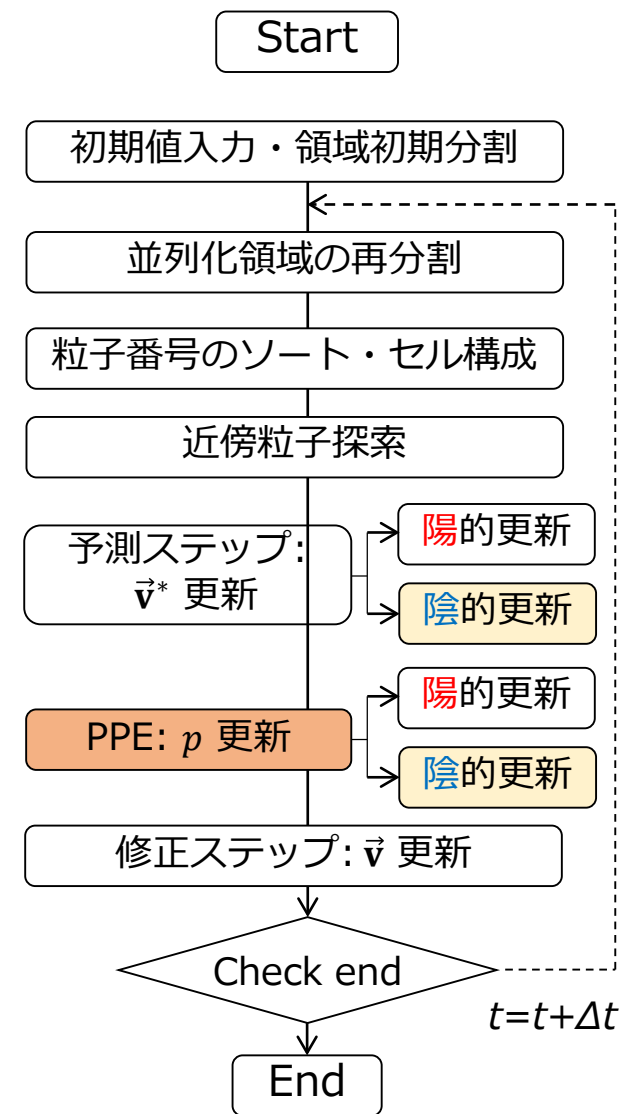 Start
初期値入力・領域初期分割
並列化領域の再分割
粒子番号のソート・セル構成
近傍粒子探索
予測ステップ:
v⃗* 更新
陽的更新
陰的更新
PPE: p 更新
陽的更新
陰的更新
修正ステップ: v⃗ 更新
Check end
t=t+Δt
End